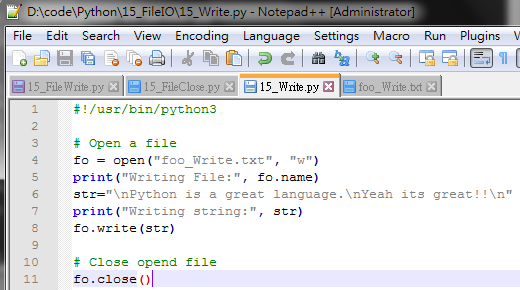 D:\code\Python\15_FileIO\15_Write.py - Notepad++ [Administrator]
File Edit Search View Encoding Language Settings Macro Run Plugins
15_FileWrite.py 15_FileClose.py 15_Write.py foo_Write.txt
1 #!/usr/bin/python3
2
3 # Open a file
4 fo = open("foo_Write.txt", "w")
5 print("Writing File:", fo.name)
6 str="\nPython is a great language.\nYeah its great!!\n"
7 print("Writing string:", str)
8 fo.write(str)
9
10 # Close opend file
11 fo.close()